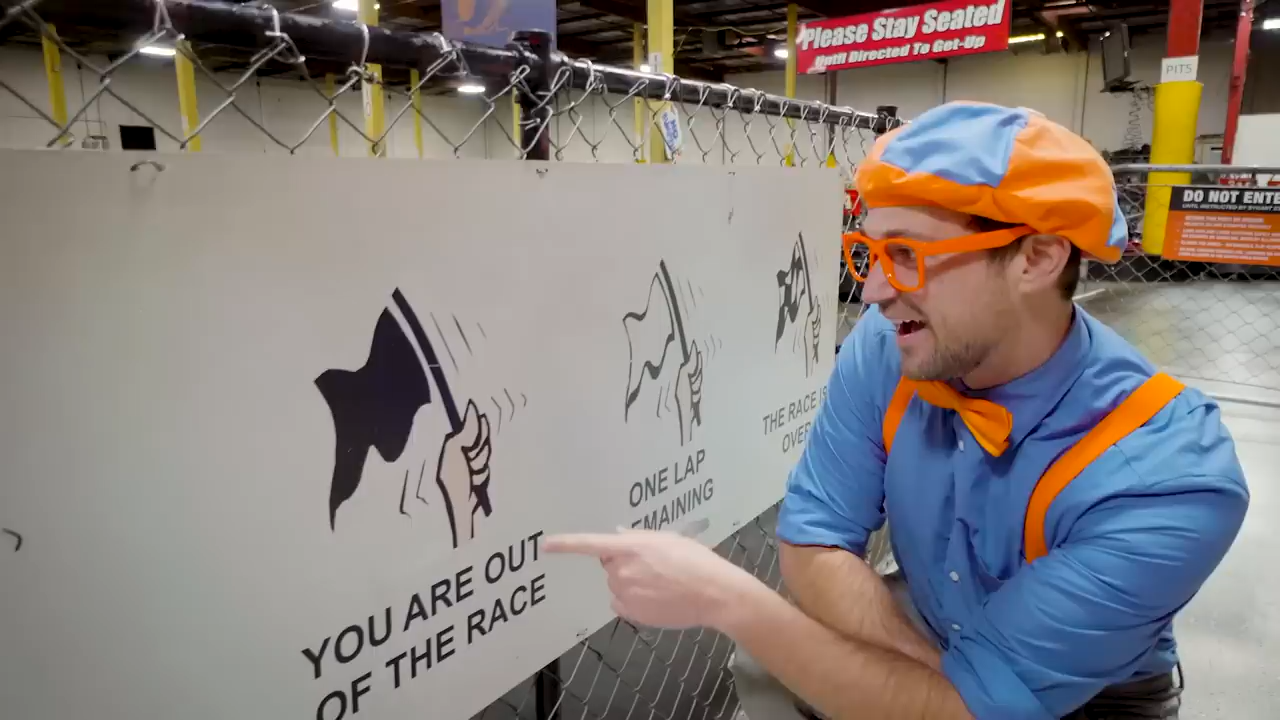 Please Stay Seated
Until Directed To Get-Up
PITS
DO NOT ENTE
YOU ARE OUT
OF THE RACE
ONE LAP
EMAINING
THE RACE IS
OVER